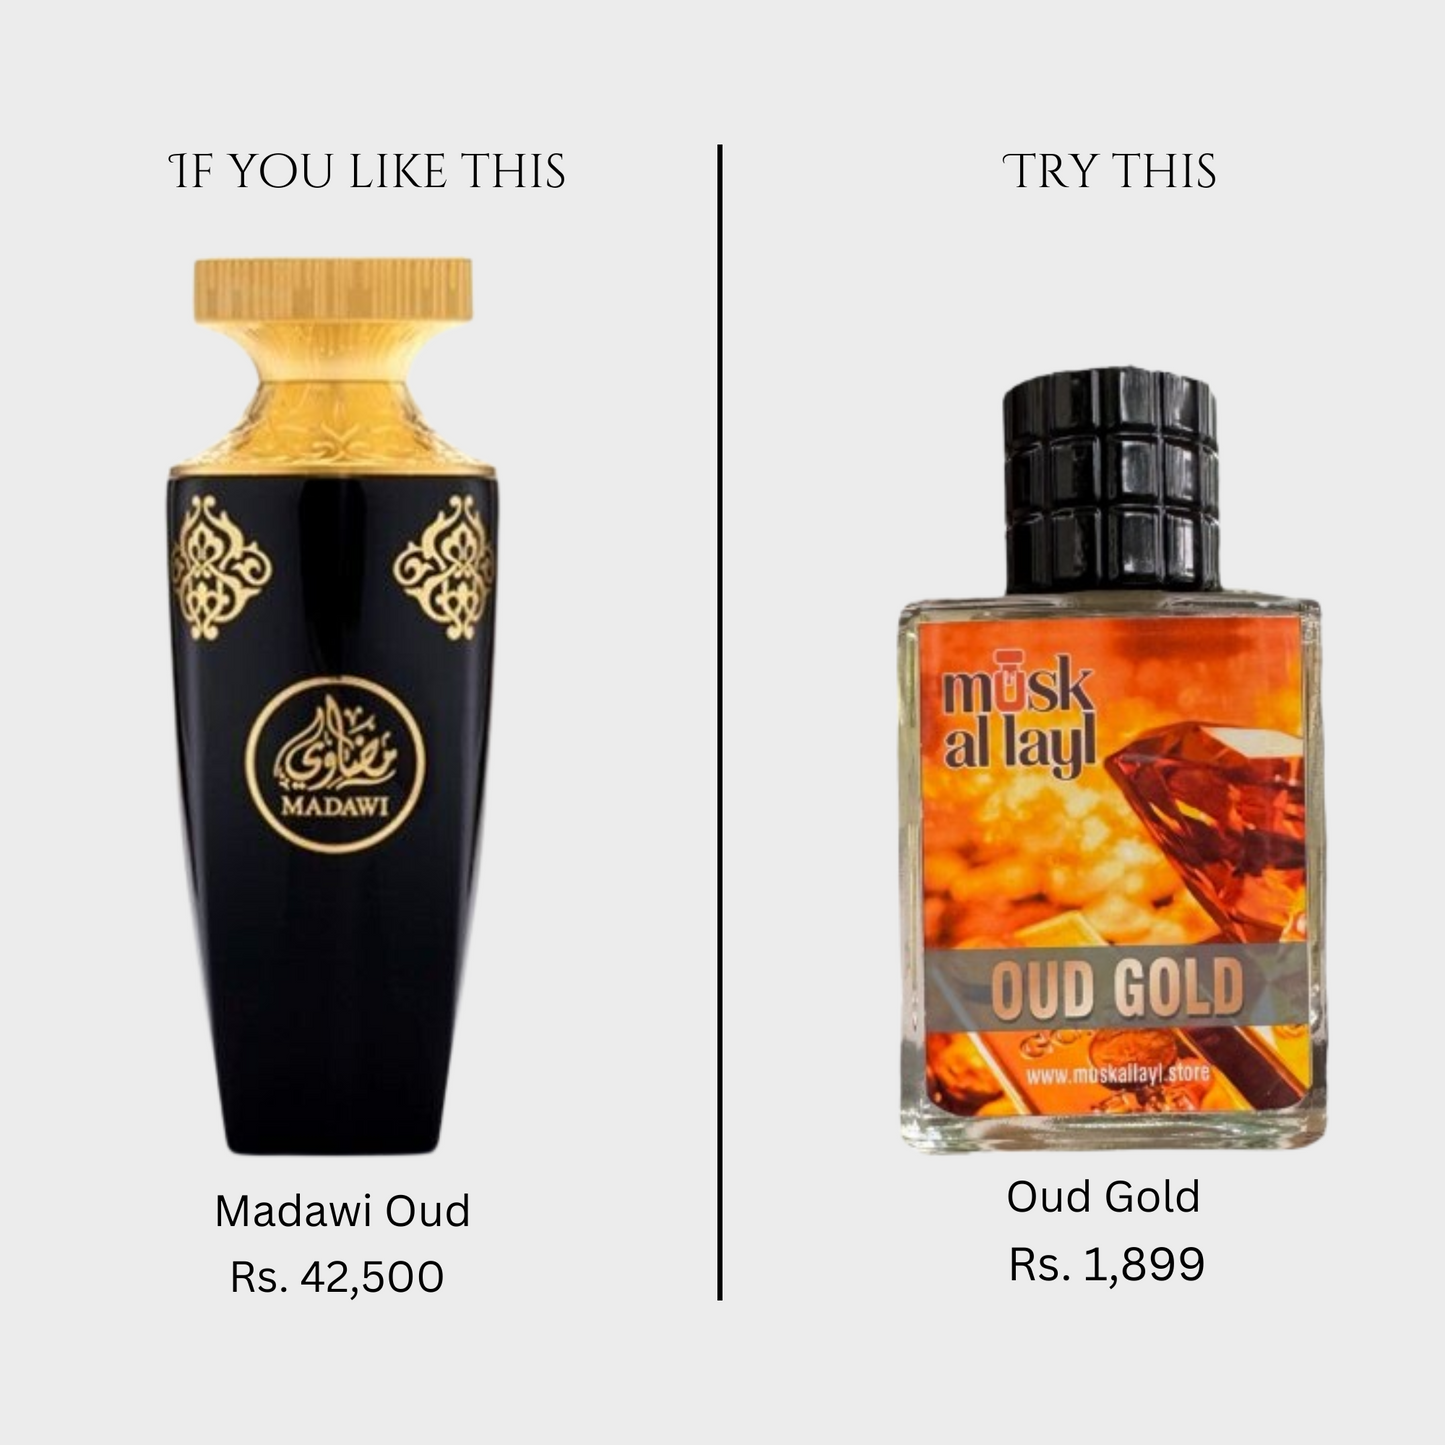 IF YOU LIKE THIS
TRY THIS
مضاوي
MADAWI
musk
al layl
OUD GOLD
www.muskallayl.store
Madawi Oud
Rs. 42,500
Oud Gold
Rs. 1,899